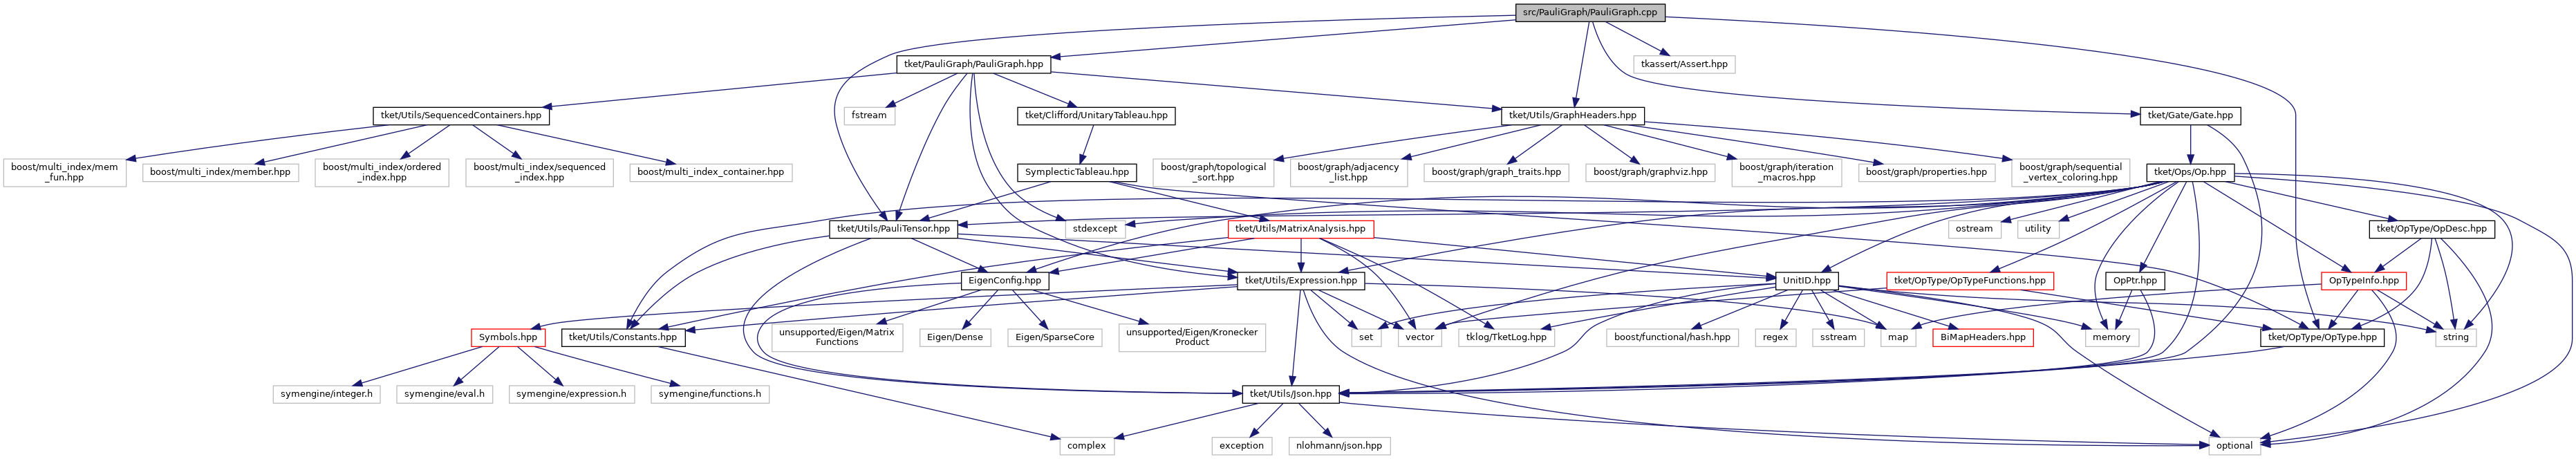 src/PauliGraph/PauliGraph.cpp
tket/PauliGraph/PauliGraph.hpp
tkassert/Assert.hpp
tket/Utils/SequencedContainers.hpp
fstream
tket/Clifford/UnitaryTableau.hpp
tket/Utils/GraphHeaders.hpp
tket/Gate/Gate.hpp
boost/multi_index/mem
_fun.hpp
boost/multi_index/member.hpp
boost/multi_index/ordered
_index.hpp
boost/multi_index/sequenced
_index.hpp
boost/multi_index_container.hpp
SymplecticTableau.hpp
boost/graph/topological
_sort.hpp
boost/graph/adjacency
_list.hpp
boost/graph/graph_traits.hpp
boost/graph/graphviz.hpp
boost/graph/iteration
_macros.hpp
boost/graph/properties.hpp
boost/graph/sequential
_vertex_coloring.hpp
tket/Ops/Op.hpp
tket/Utils/PauliTensor.hpp
stdexcept
tket/Utils/MatrixAnalysis.hpp
ostream
utility
tket/OpType/OpDesc.hpp
EigenConfig.hpp
tket/Utils/Expression.hpp
UnitID.hpp
tket/OpType/OpTypeFunctions.hpp
OpPtr.hpp
OpTypeInfo.hpp
Symbols.hpp
tket/Utils/Constants.hpp
unsupported/Eigen/Matrix
Functions
Eigen/Dense
Eigen/SparseCore
unsupported/Eigen/Kronecker
Product
set
vector
tklog/TketLog.hpp
boost/functional/hash.hpp
regex
sstream
map
BiMapHeaders.hpp
memory
tket/OpType/OpType.hpp
string
symengine/integer.h
symengine/eval.h
symengine/expression.h
symengine/functions.h
tket/Utils/Json.hpp
complex
exception
nlohmann/json.hpp
optional